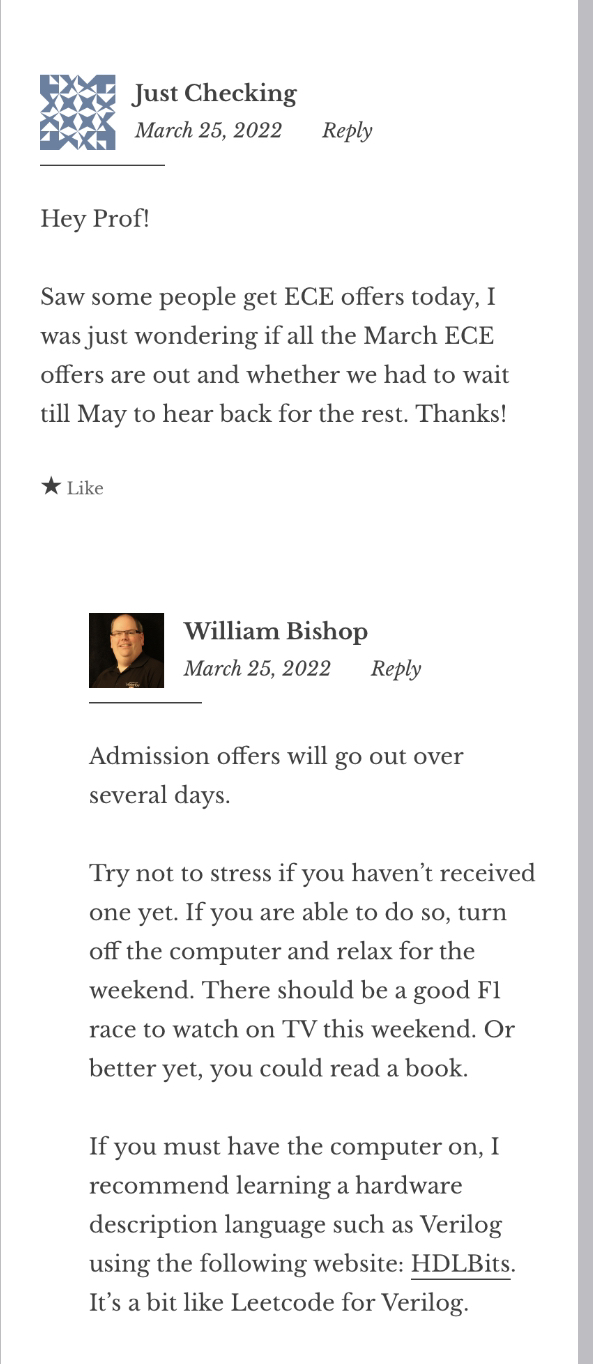 Just Checking
March 25, 2022 Reply
Hey Prof!
Saw some people get ECE offers today, I
was just wondering if all the March ECE
offers are out and whether we had to wait
till May to hear back for the rest. Thanks!
★ Like
William Bishop
March 25, 2022 Reply
Admission offers will go out over
several days.
Try not to stress if you haven’t received
one yet. If you are able to do so, turn
off the computer and relax for the
weekend. There should be a good F1
race to watch on TV this weekend. Or
better yet, you could read a book.
If you must have the computer on, I
recommend learning a hardware
description language such as Verilog
using the following website: HDLBits.
It’s a bit like Leetcode for Verilog.